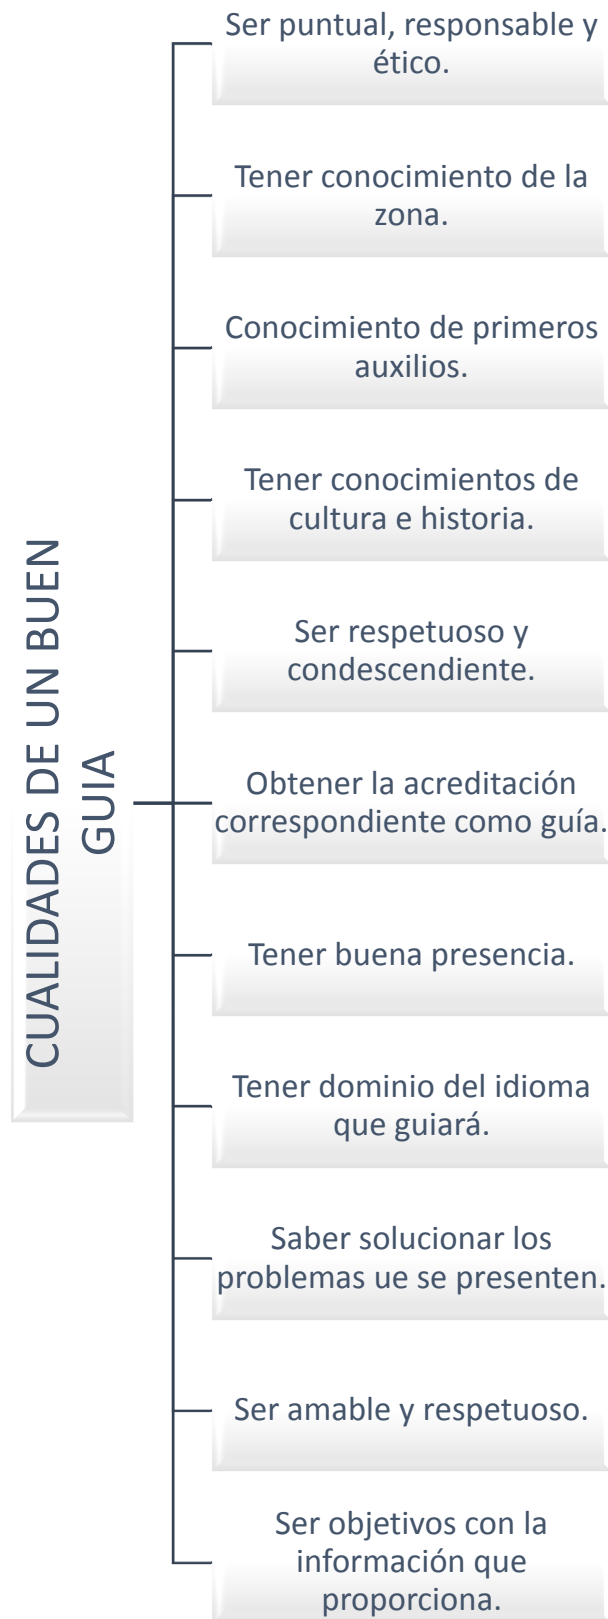 CUALIDADES DE UN BUEN
GUIA
Ser puntual, responsable y
ético.
Tener conocimiento de la
zona.
Conocimiento de primeros
auxilios.
Tener conocimientos de
cultura e historia.
Ser respetuoso y
condescendiente.
Obtener la acreditación
correspondiente como guía.
Tener buena presencia.
Tener dominio del idioma
que guiará.
Saber solucionar los
problemas ue se presenten.
Ser amable y respetuoso.
Ser objetivos con la
información que
proporciona.